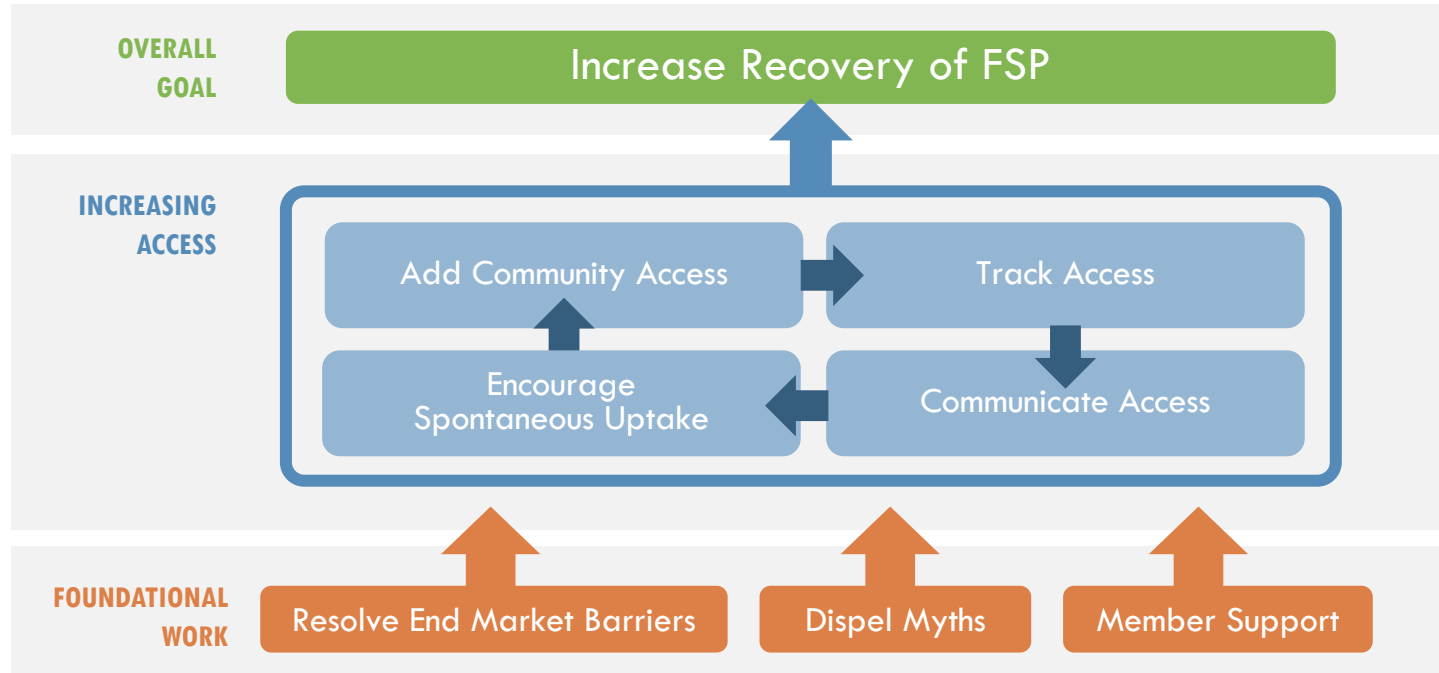 OVERALL
GOAL
Increase Recovery of FSP
INCREASING
ACCESS
Add Community Access
Track Access
Encourage
Spontaneous Uptake
Communicate Access
FOUNDATIONAL
WORK
Resolve End Market Barriers
Dispel Myths
Member Support